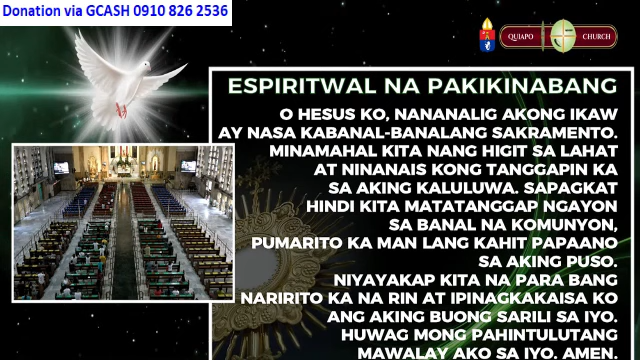 Donation via GCASH 0910 826 2536
QUIAPO CHURCH
ESPIRITWAL NA PAKIKINABANG
O HESUS KO, NANANALIG AKONG IKAW
AY NASA KABANAL-BANALANG SAKRAMENTO.
MINAMAHAL KITA NANG HIGIT SA LAHAT
AT NINANAIS KONG TANGGAPIN KA
SA AKING KALULUWA. SAPAGKAT
HINDI KITA MATATANGGAP NGAYON
SA BANAL NA KOMUNYON,
PUMARITO KA MAN LANG KAHIT PAPAANO
SA AKING PUSO.
NIYAYAKAP KITA NA PARA BANG
NARIRITO KA NA RIN AT IPINAGKAKAISA KO
ANG AKING BUONG SARILI SA IYO.
HUWAG MONG PAHINTULUTANG
MAWALAY AKO SA IYO. AMEN.